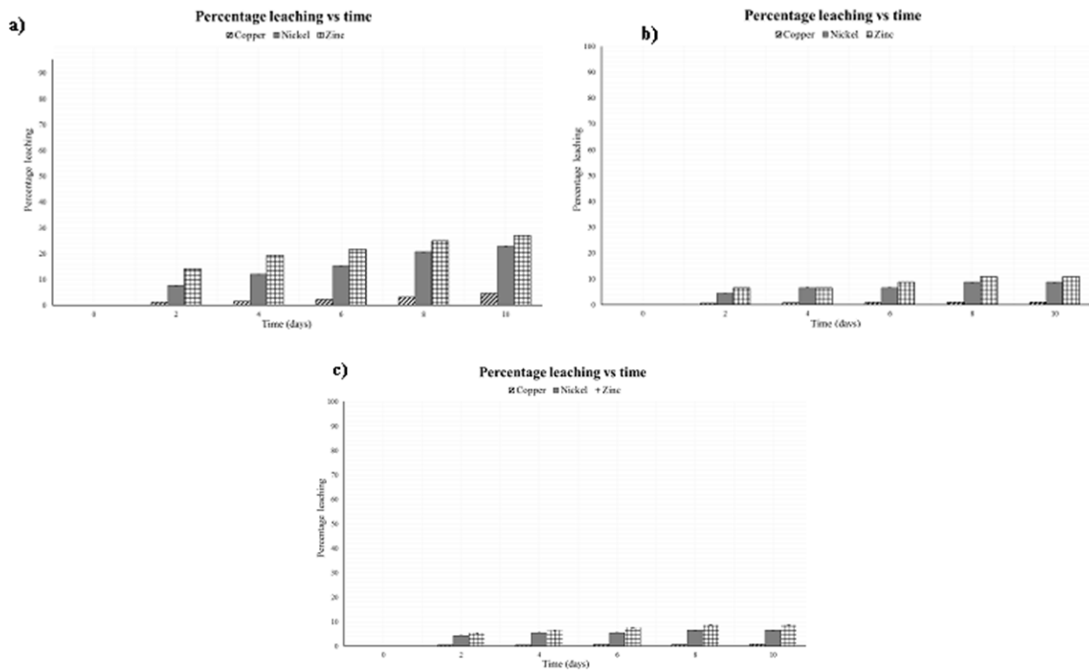 a)
Percentage leaching vs time
Copper Nickel Zinc
Percentage leaching
90
80
70
60
50
40
30
20
10
0
0 2 4 6 8 10
Time (days)
b)
Percentage leaching vs time
Copper Nickel Zinc
Percentage leaching
100
90
80
70
60
50
40
30
20
10
0
0 2 4 6 8 10
Time (days)
c)
Percentage leaching vs time
Copper Nickel Zinc
Percentage leaching
100
90
80
70
60
50
40
30
20
10
0
0 2 4 6 8 10
Time (days)